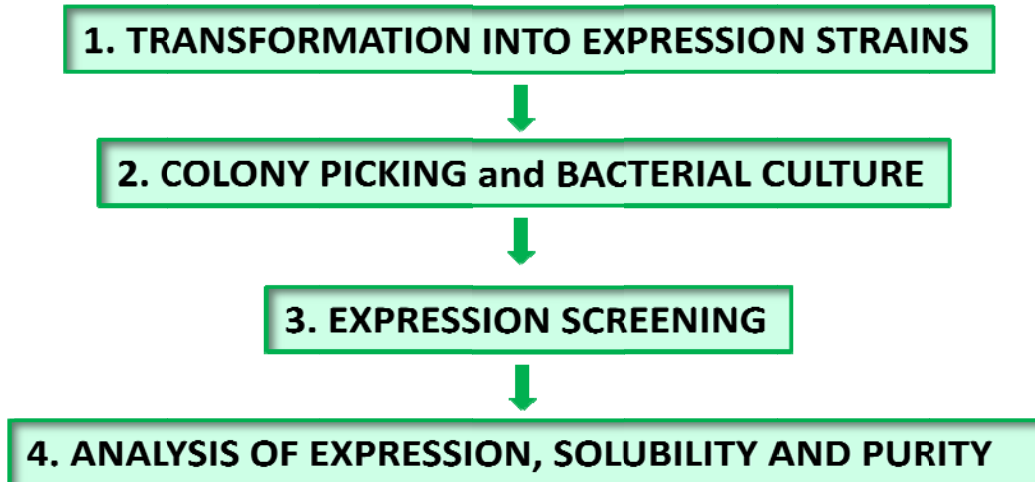 1. TRANSFORMATION INTO EXPRESSION STRAINS
2. COLONY PICKING and BACTERIAL CULTURE
3. EXPRESSION SCREENING
4. ANALYSIS OF EXPRESSION, SOLUBILITY AND PURITY